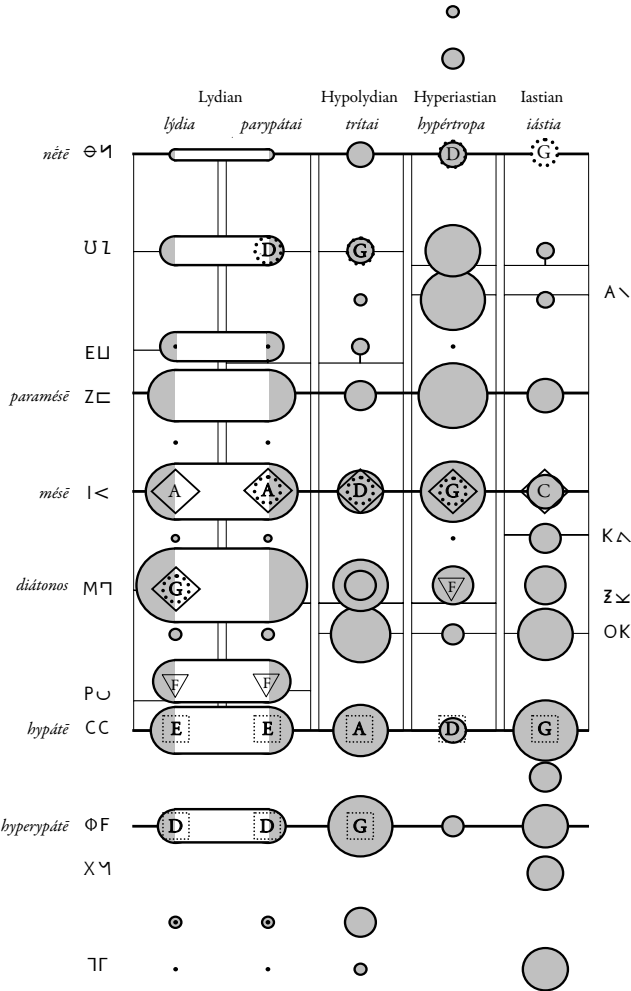 Lydian Hypolydian Hyperiastian Iastian
lýdia parypátai trítai hypértropa iástia
nḗtē Θ И D G
Ʊ D G
A \
E ⊔
paramésē Z ⊏
mésē I < A A D G C
K
diátonos M ㄱ G F
O K
P ◡ F F
hypátē C C E E A D G
hyperypátē Φ F D D G
X
ㄱ Γ